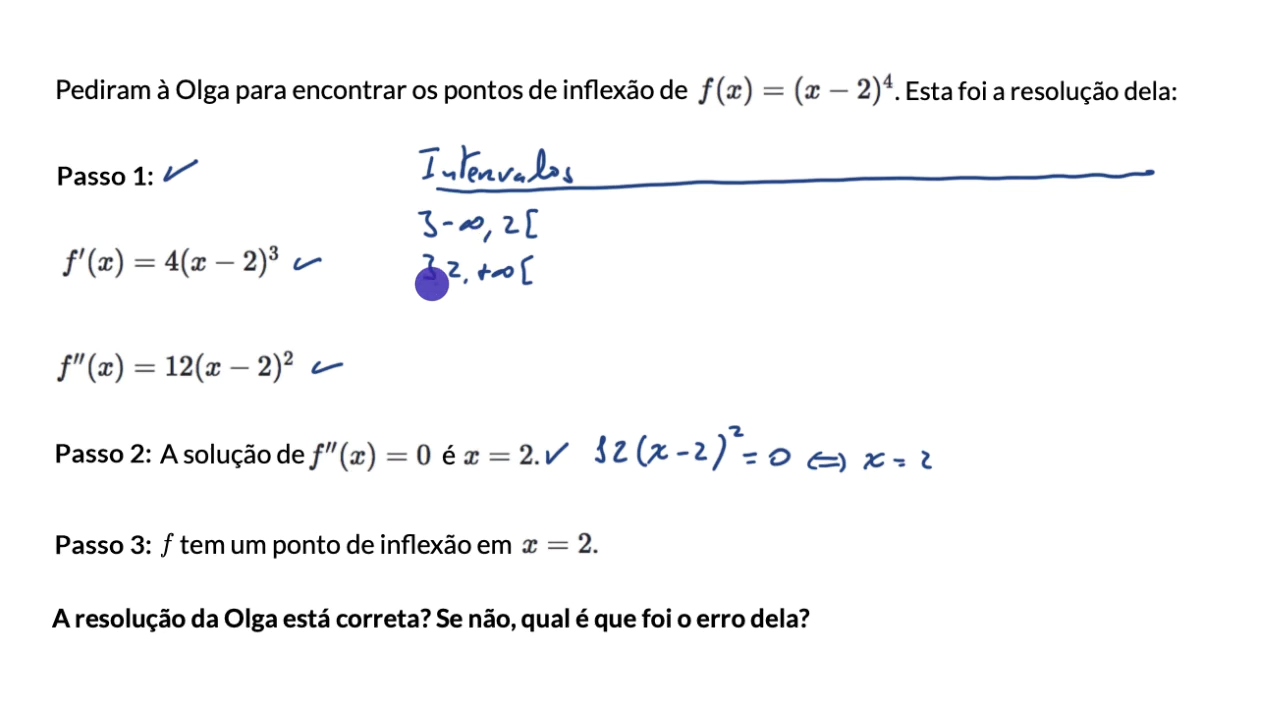 Pediram à Olga para encontrar os pontos de inflexão de f(x) = (x − 2)⁴. Esta foi a resolução dela:
Passo 1: ✓
Intervalos
]-∞, 2[
f′(x) = 4(x − 2)³ ✓
]2, +∞[
f″(x) = 12(x − 2)² ✓
Passo 2: A solução de f″(x) = 0 é x = 2. ✓ 12(x-2)² = 0 ⇔ x = 2
Passo 3: f tem um ponto de inflexão em x = 2.
A resolução da Olga está correta? Se não, qual é que foi o erro dela?